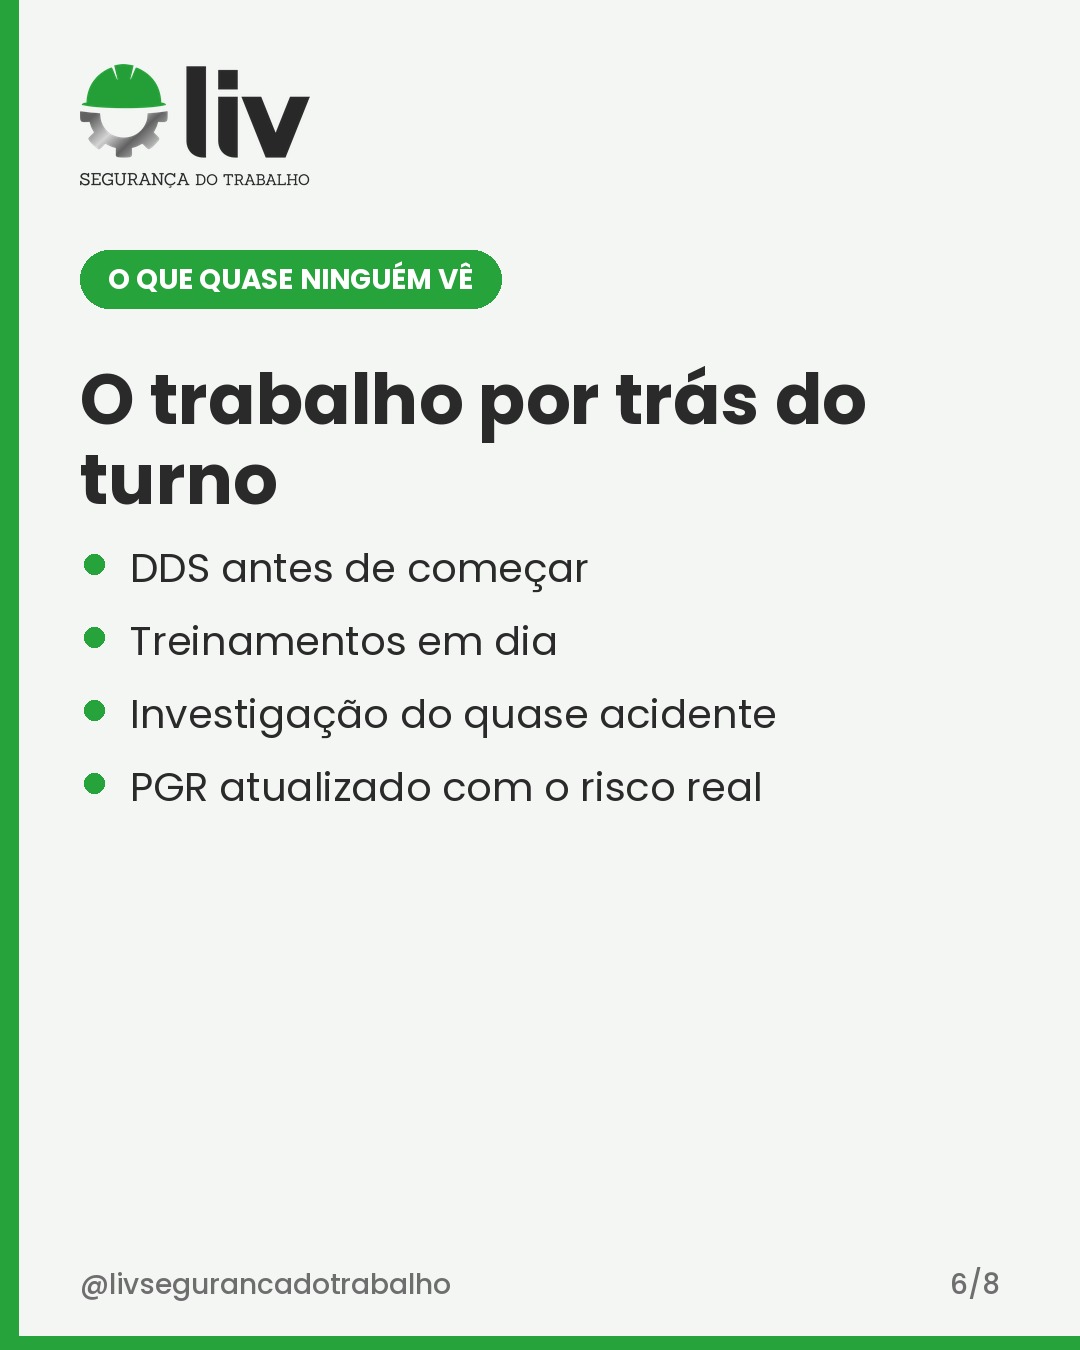 liv
SEGURANÇA DO TRABALHO
O QUE QUASE NINGUÉM VÊ
O trabalho por trás do
turno
DDS antes de começar
Treinamentos em dia
Investigação do quase acidente
PGR atualizado com o risco real
@livsegurancadotrabalho
6/8